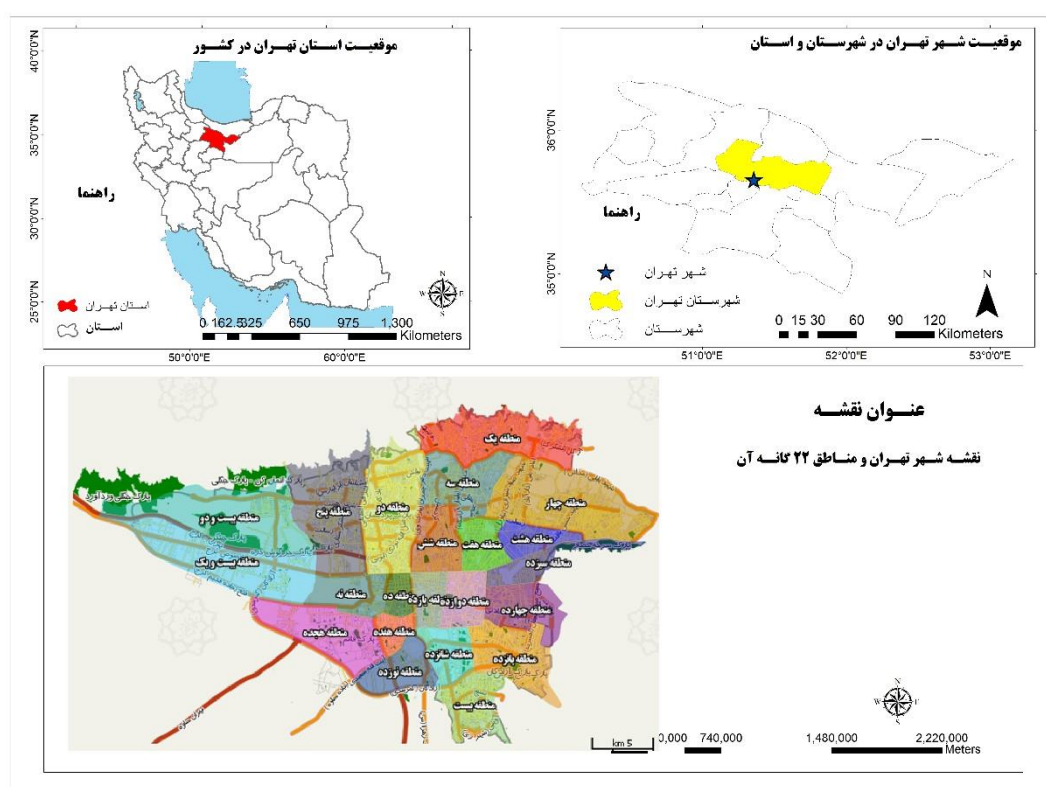 موقعیت استان تهران در کشور
40°0'0"N
35°0'0"N
30°0'0"N
25°0'0"N
راهنما
استان تهران
استان
N
W
E
S
0 162.5325 650 975 1,300
Kilometers
50°0'0"E 60°0'0"E
موقعیت شهر تهران در شهرستان و استان
36°0'0"N
35°0'0"N
راهنما
شهر تهران
شهرستان تهران
شهرستان
N
0 15 30 60 90 120
Kilometers
51°0'0"E 52°0'0"E 53°0'0"E
عنوان نقشه
نقشه شهر تهران و مناطق ۲۲ گانه آن
منطقه یک
منطقه سه
منطقه چهار
منطقه دو
منطقه پنج
منطقه بیست و دو
منطقه هشت
منطقه هفت
منطقه شش
منطقه سیزده
منطقه بیست و یک
منطقه نه
منطقه ده
یازده
منطقه دوازده
منطقه چهارده
منطقه هجده
منطقه هفده
منطقه شانزده
منطقه پانزده
منطقه نوزده
منطقه بیست
km 5
N
W
E
S
0,000 740,000 1,480,000 2,220,000
Meters